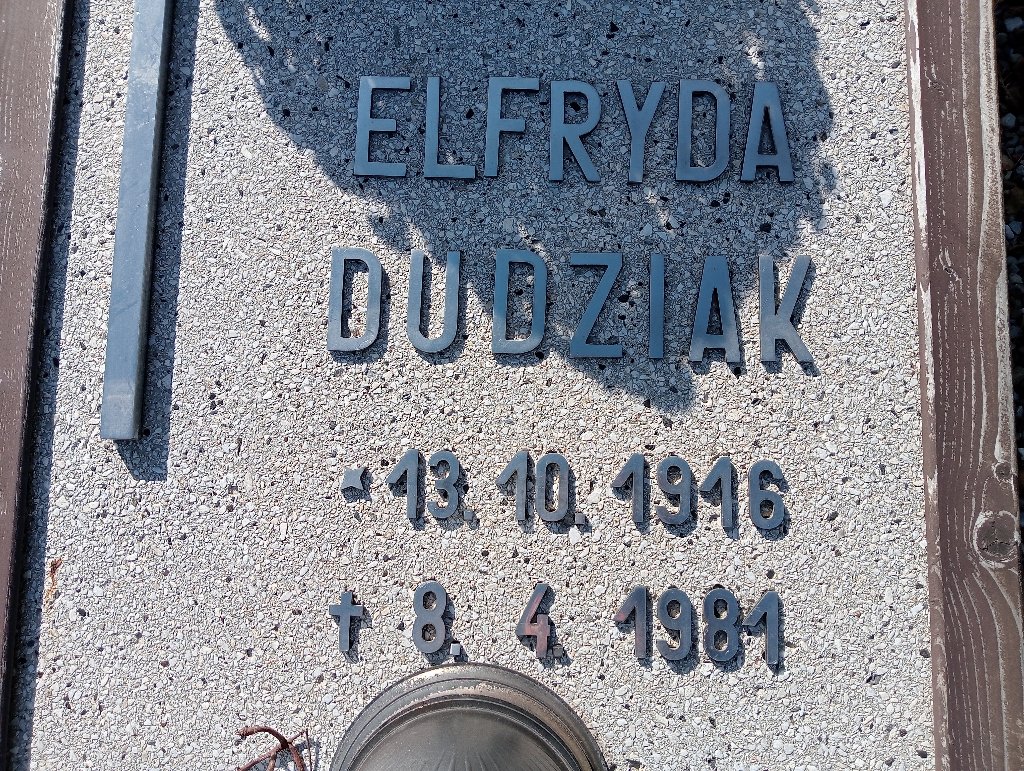 ELFRYDA
DUDZIAK
* 13. 10. 1916
† 8. 4 1981